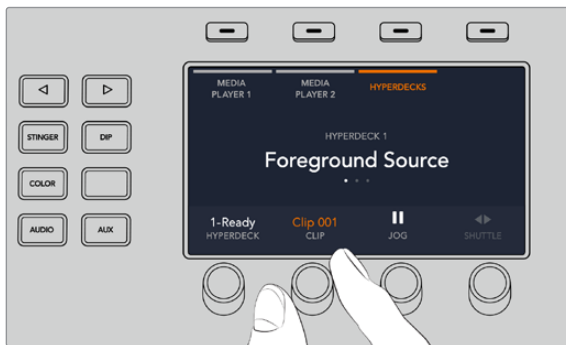 MEDIA PLAYER 1
MEDIA PLAYER 2
HYPERDECKS
HYPERDECK 1
Foreground Source
1-Ready
HYPERDECK
Clip 001
CLIP
JOG
SHUTTLE
STINGER
DIP
COLOR
AUDIO
AUX